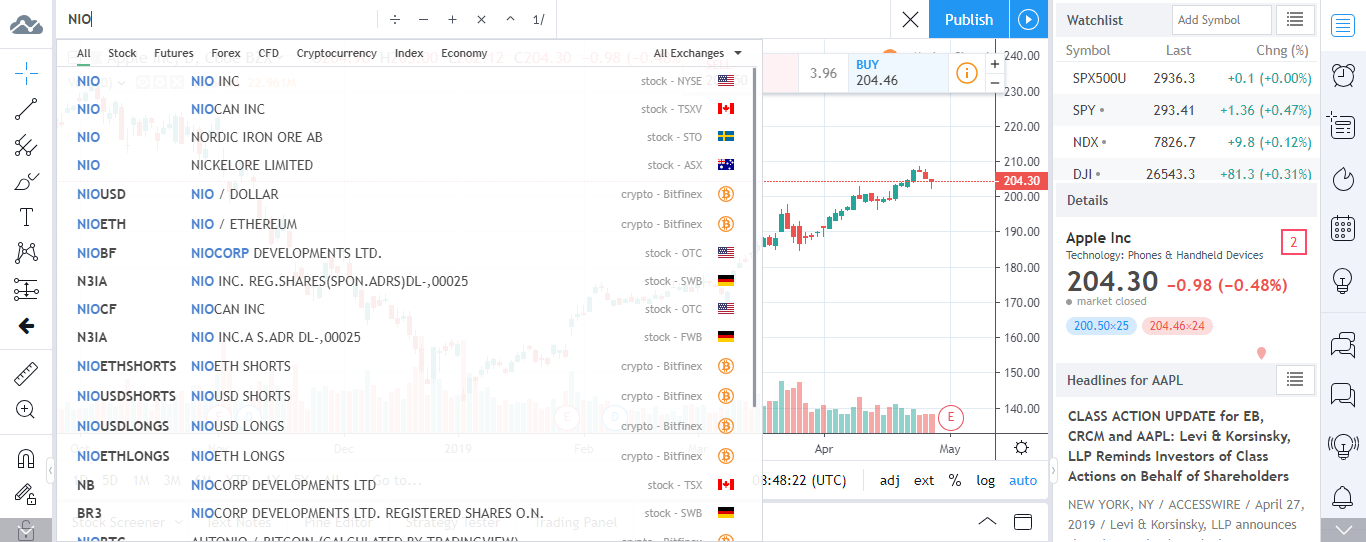 NIO ÷ − + × ^ 1/
Publish
All Stock Futures Forex CFD Cryptocurrency Index Economy All Exchanges
NIO NIO INC stock - NYSE
NIO NIOCAN INC stock - TSXV
NIO NORDIC IRON ORE AB stock - STO
NIO NICKELORE LIMITED stock - ASX
NIOUSD NIO / DOLLAR crypto - Bitfinex
NIOETH NIO / ETHEREUM crypto - Bitfinex
NIOBF NIOCORP DEVELOPMENTS LTD. stock - OTC
N3IA NIO INC. REG.SHARES(SPON.ADRS)DL-,00025 stock - SWB
NIOCF NIOCAN INC stock - OTC
N3IA NIO INC.A S.ADR DL-,00025 stock - FWB
NIOETHSHORTS NIOETH SHORTS crypto - Bitfinex
NIOUSDSHORTS NIOUSD SHORTS crypto - Bitfinex
NIOUSDLONGS NIOUSD LONGS crypto - Bitfinex
NIOETHLONGS NIOETH LONGS crypto - Bitfinex
NB NIOCORP DEVELOPMENTS LTD stock - TSX
BR3 NIOCORP DEVELOPMENTS LTD. REGISTERED SHARES O.N. stock - SWB
NIOBTC AUTONIO / BITCOIN (CALCULATED BY TRADINGVIEW)
Dec 2019 Feb Mar
Go to...
Stock Screener Text Notes Pine Editor Strategy Tester Trading Panel
3.96
BUY
204.46
240.00
230.00
220.00
210.00
204.30
200.00
190.00
180.00
170.00
160.00
150.00
140.00
E
Apr May
:48:22 (UTC) adj ext % log auto
Watchlist Add Symbol
Symbol Last Chng (%)
SPX500U 2936.3 +0.1 (+0.00%)
SPY 293.41 +1.36 (+0.47%)
NDX 7826.7 +9.8 (+0.12%)
DJI 26543.3 +81.3 (+0.31%)
Details
Apple Inc 2
Technology: Phones & Handheld Devices
204.30 −0.98 (−0.48%)
market closed
200.50×25 204.46×24
Headlines for AAPL
CLASS ACTION UPDATE for EB,
CRCM and AAPL: Levi & Korsinsky,
LLP Reminds Investors of Class
Actions on Behalf of Shareholders
NEW YORK, NY / ACCESSWIRE / April 27,
2019 / Levi & Korsinsky, LLP announces